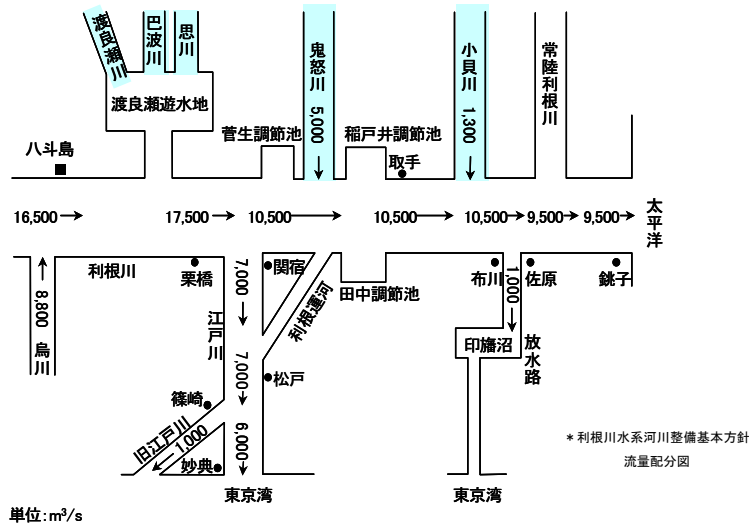 渡良瀬川
巴波川
思川
鬼怒川 5,000
小貝川 1,300
常陸利根川
渡良瀬遊水地
菅生調節池
稲戸井調節池
八斗島
取手
16,500
17,500
10,500
10,500
10,500
9,500
9,500
太平洋
利根川
栗橋
7,000
関宿
利根運河
田中調節池
布川
1,000
佐原
銚子
8,800 烏川
江戸川
印旛沼
放水路
7,000
松戸
篠崎
旧江戸川
1,000
6,000
妙典
東京湾
東京湾
*利根川水系河川整備基本方針
流量配分図
単位:m³/s